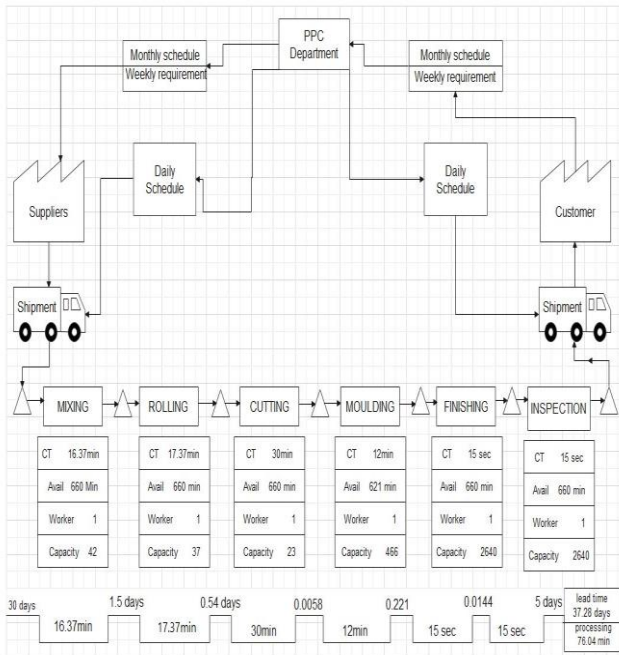 PPC
Department
Monthly schedule
Weekly requirement
Monthly schedule
Weekly requirement
Daily
Schedule
Daily
Schedule
Suppliers
Customer
Shipment
Shipment
MIXING
ROLLING
CUTTING
MOULDING
FINISHING
INSPECTION
CT 16.37min
Avail 660 Min
Worker 1
Capacity 42
CT 17.37min
Avail 660 min
Worker 1
Capacity 37
CT 30min
Avail 660 min
Worker 1
Capacity 23
CT 12min
Avail 621 min
Worker 1
Capacity 466
CT 15 sec
Avail 660 min
Worker 1
Capacity 2640
CT 15 sec
Avail 660 min
Worker 1
Capacity 2640
30 days
1.5 days
0.54 days
0.0058
0.221
0.0144
5 days
16.37min
17.37min
30min
12min
15 sec
15 sec
lead time
37.28 days
processing
76.04 min